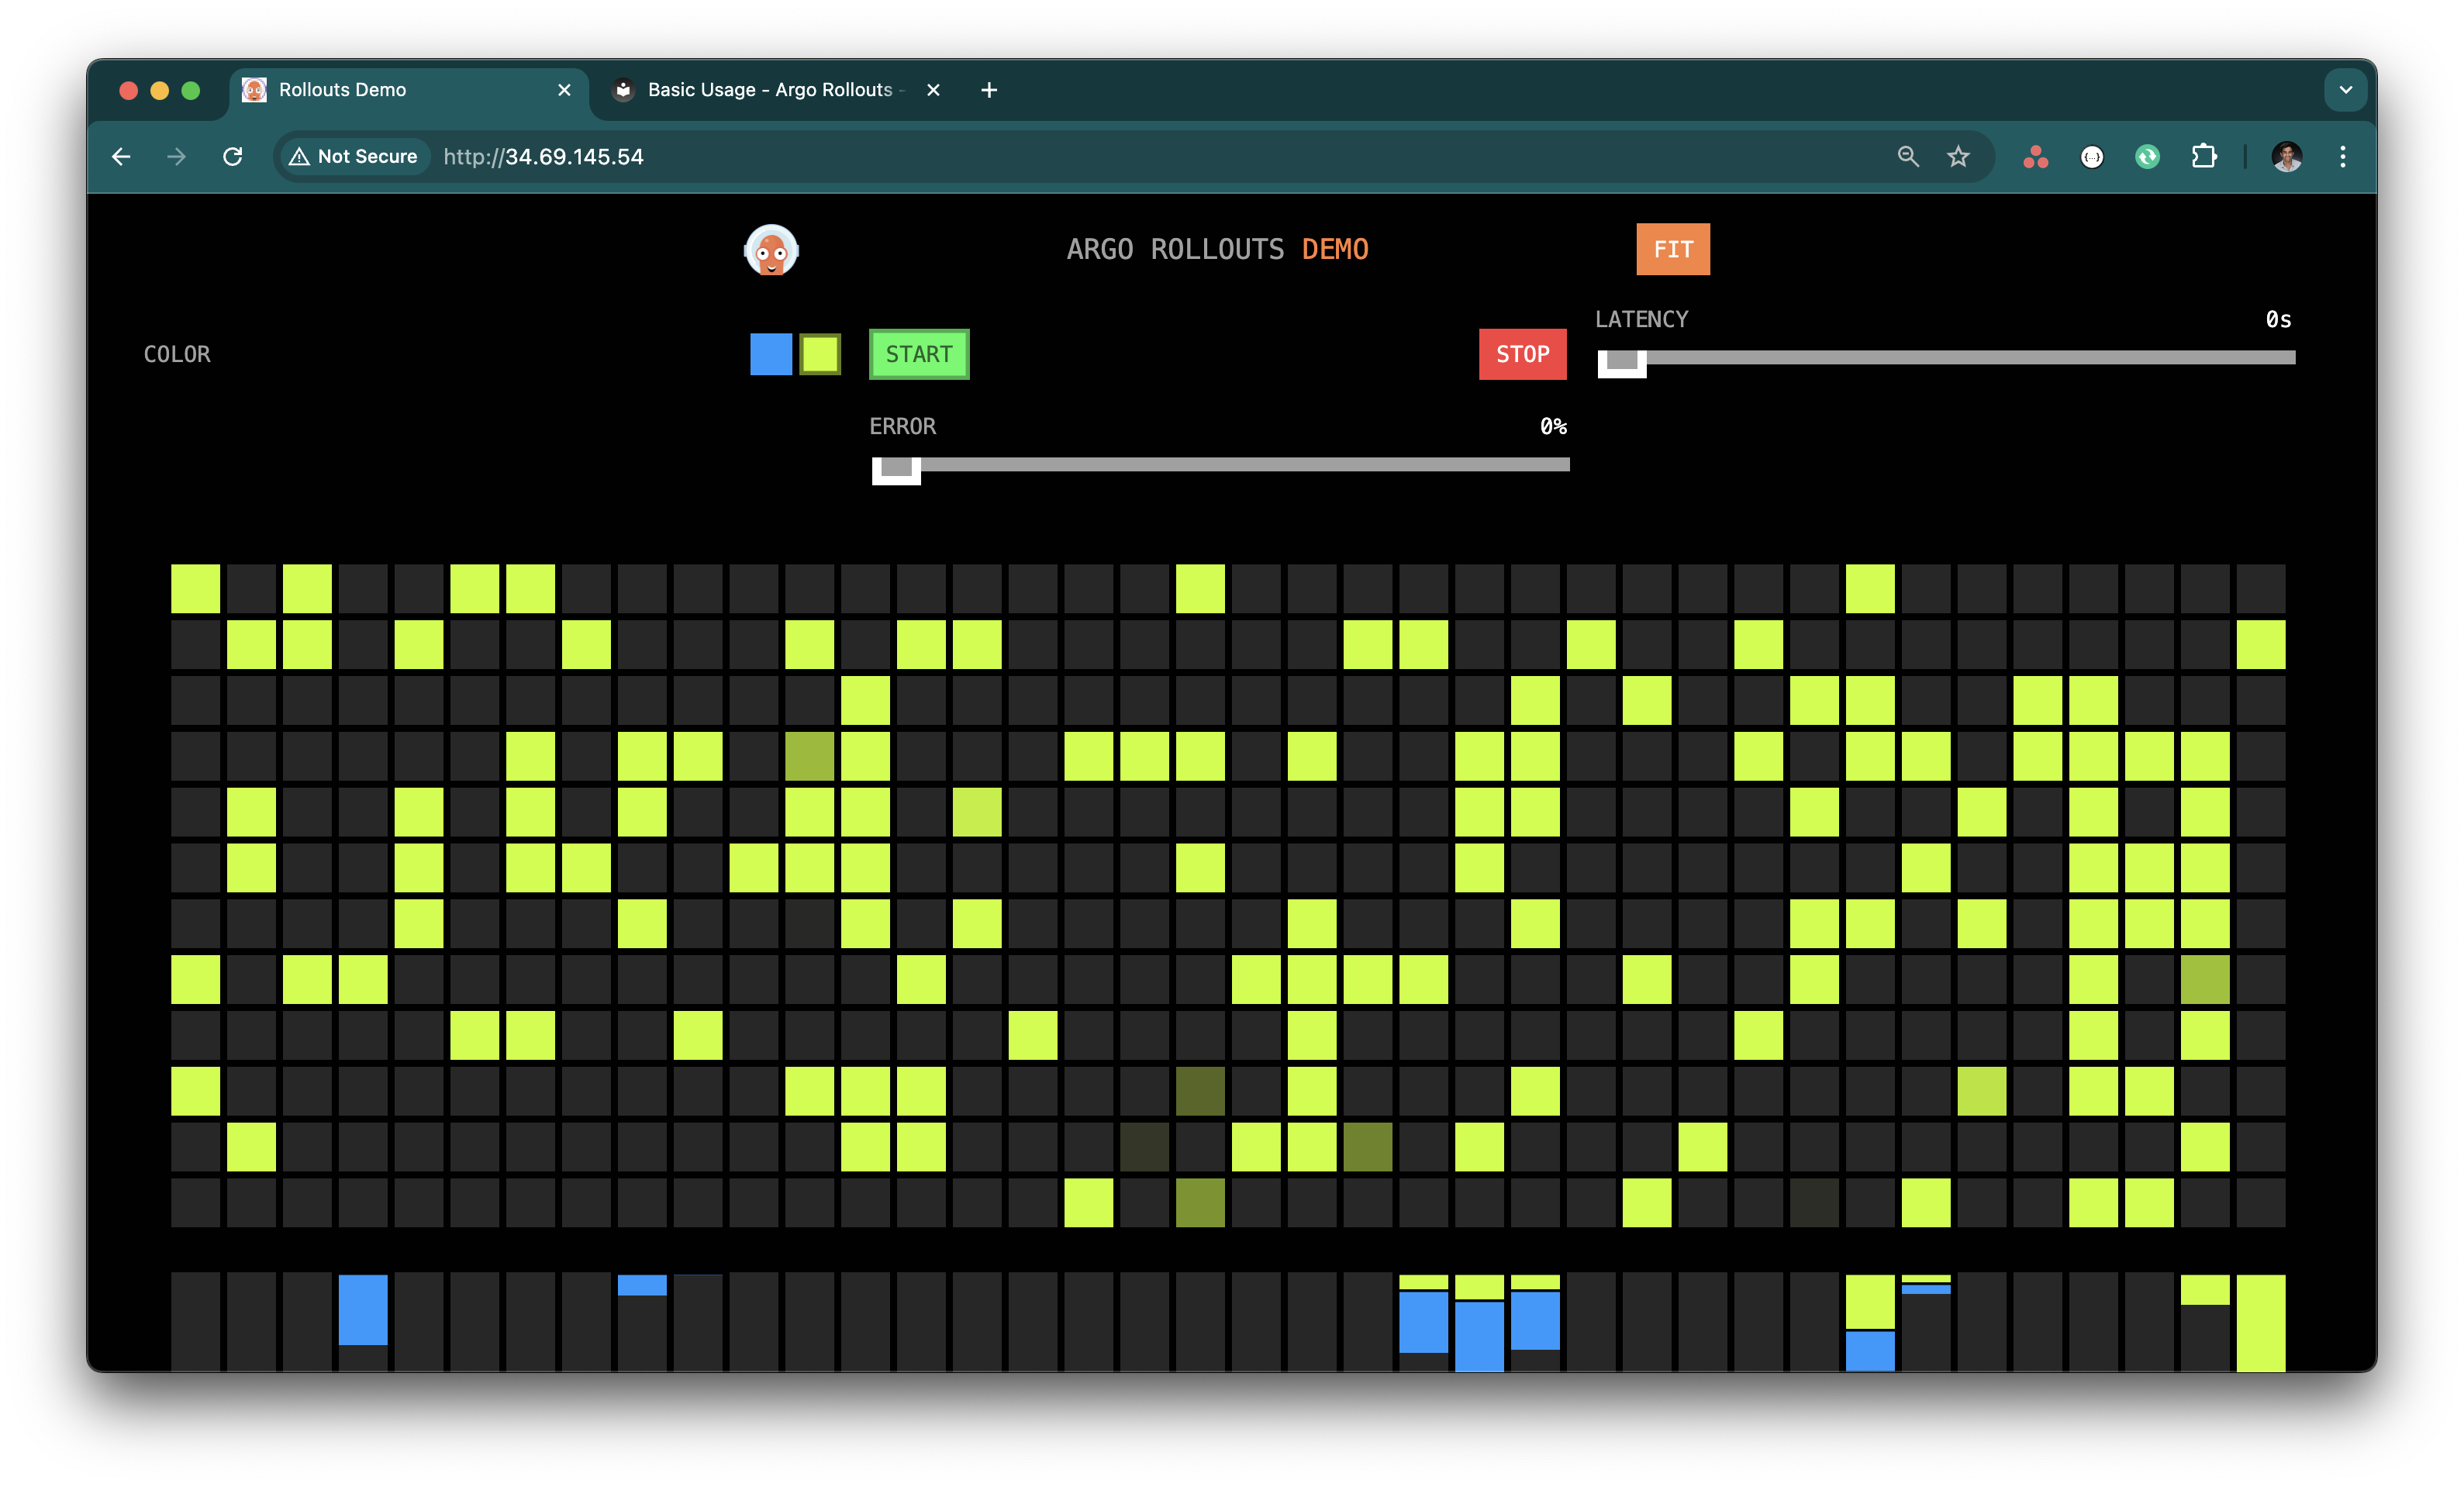 Rollouts Demo
Basic Usage - Argo Rollouts -
Not Secure
http://34.69.145.54
ARGO ROLLOUTS DEMO
FIT
LATENCY
0s
COLOR
START
STOP
ERROR
0%